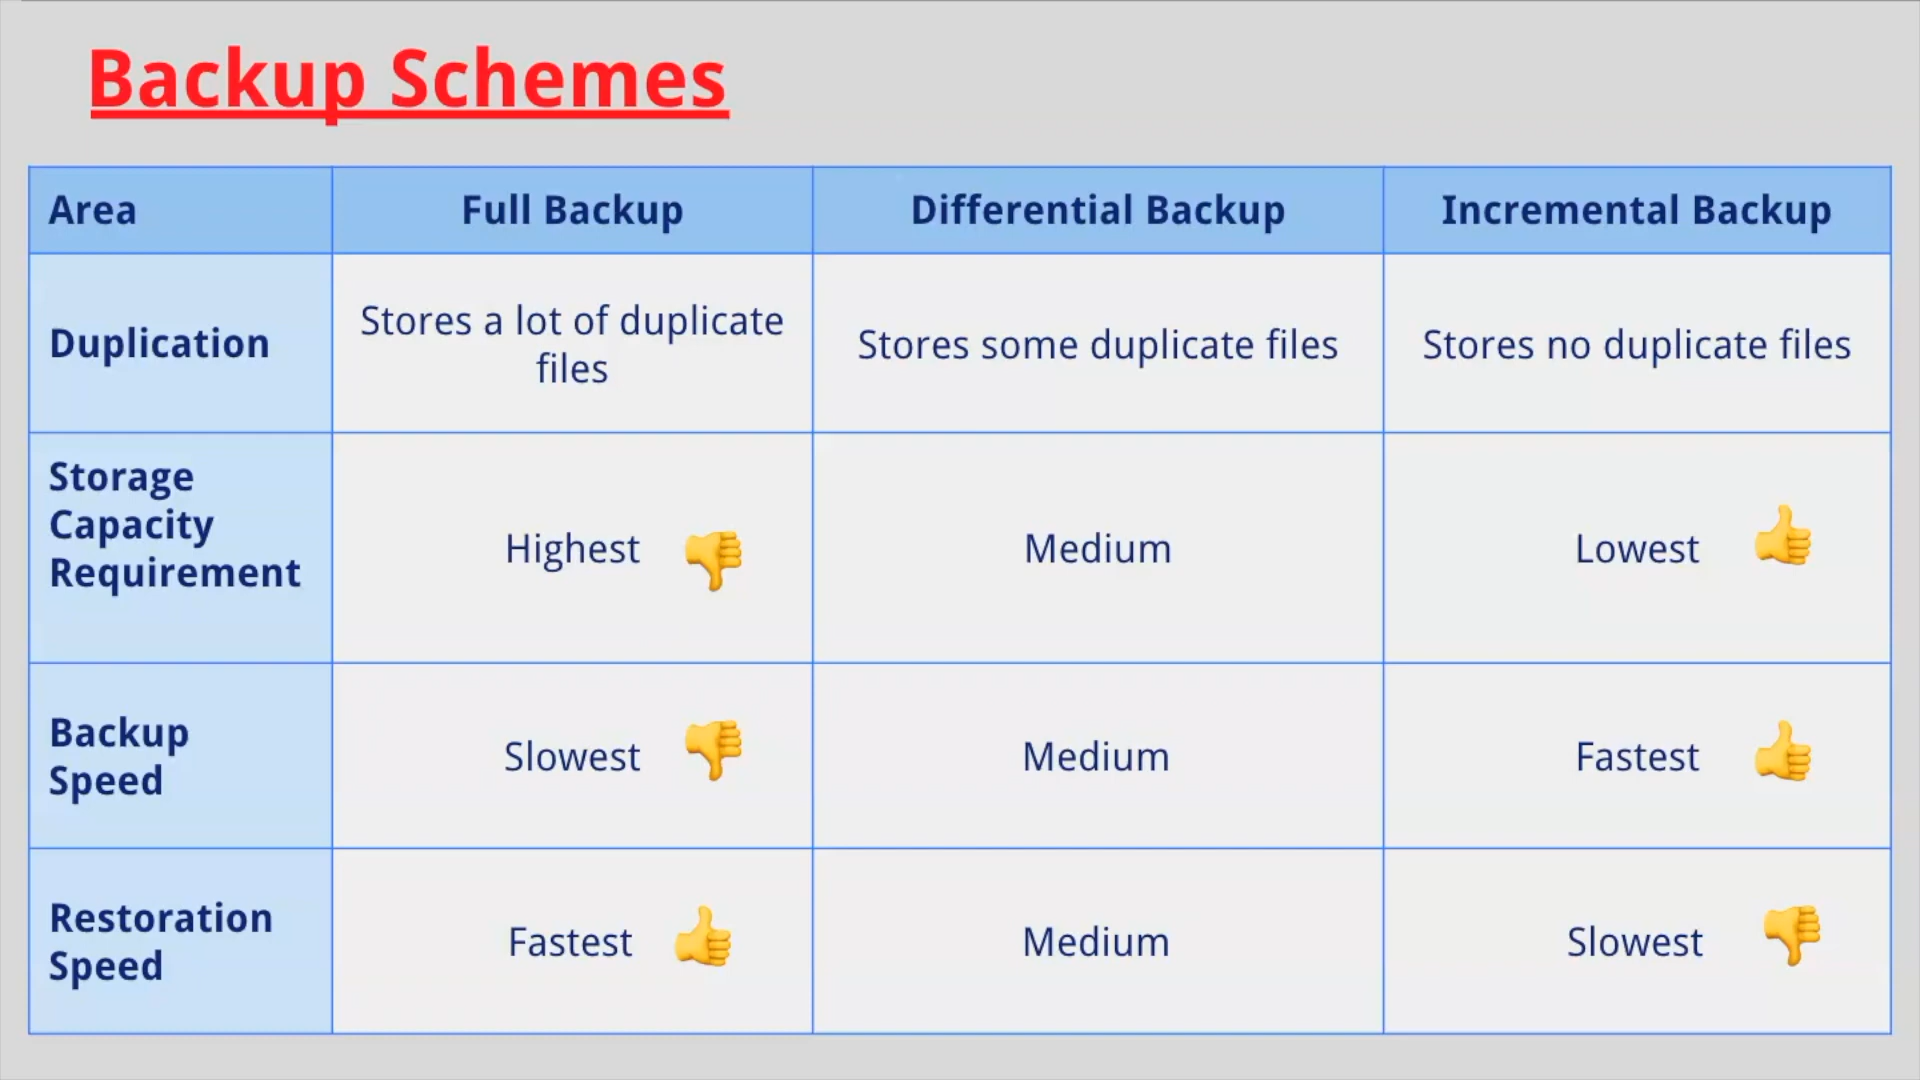 Backup Schemes
Area
Full Backup
Differential Backup
Incremental Backup
Duplication
Stores a lot of duplicate
files
Stores some duplicate files
Stores no duplicate files
Storage
Capacity
Requirement
Highest
Medium
Lowest
Backup
Speed
Slowest
Medium
Fastest
Restoration
Speed
Fastest
Medium
Slowest